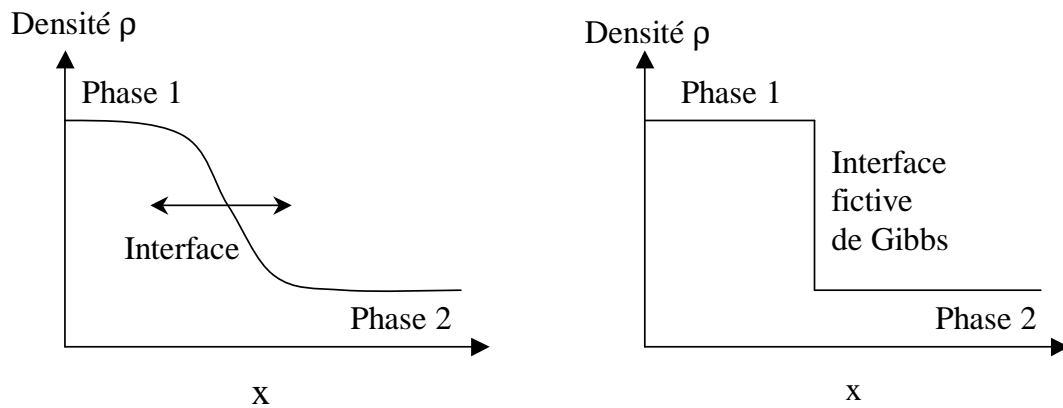 Densité ρ
Phase 1
Interface
Phase 2
x
Densité ρ
Phase 1
Interface
fictive
de Gibbs
Phase 2
x